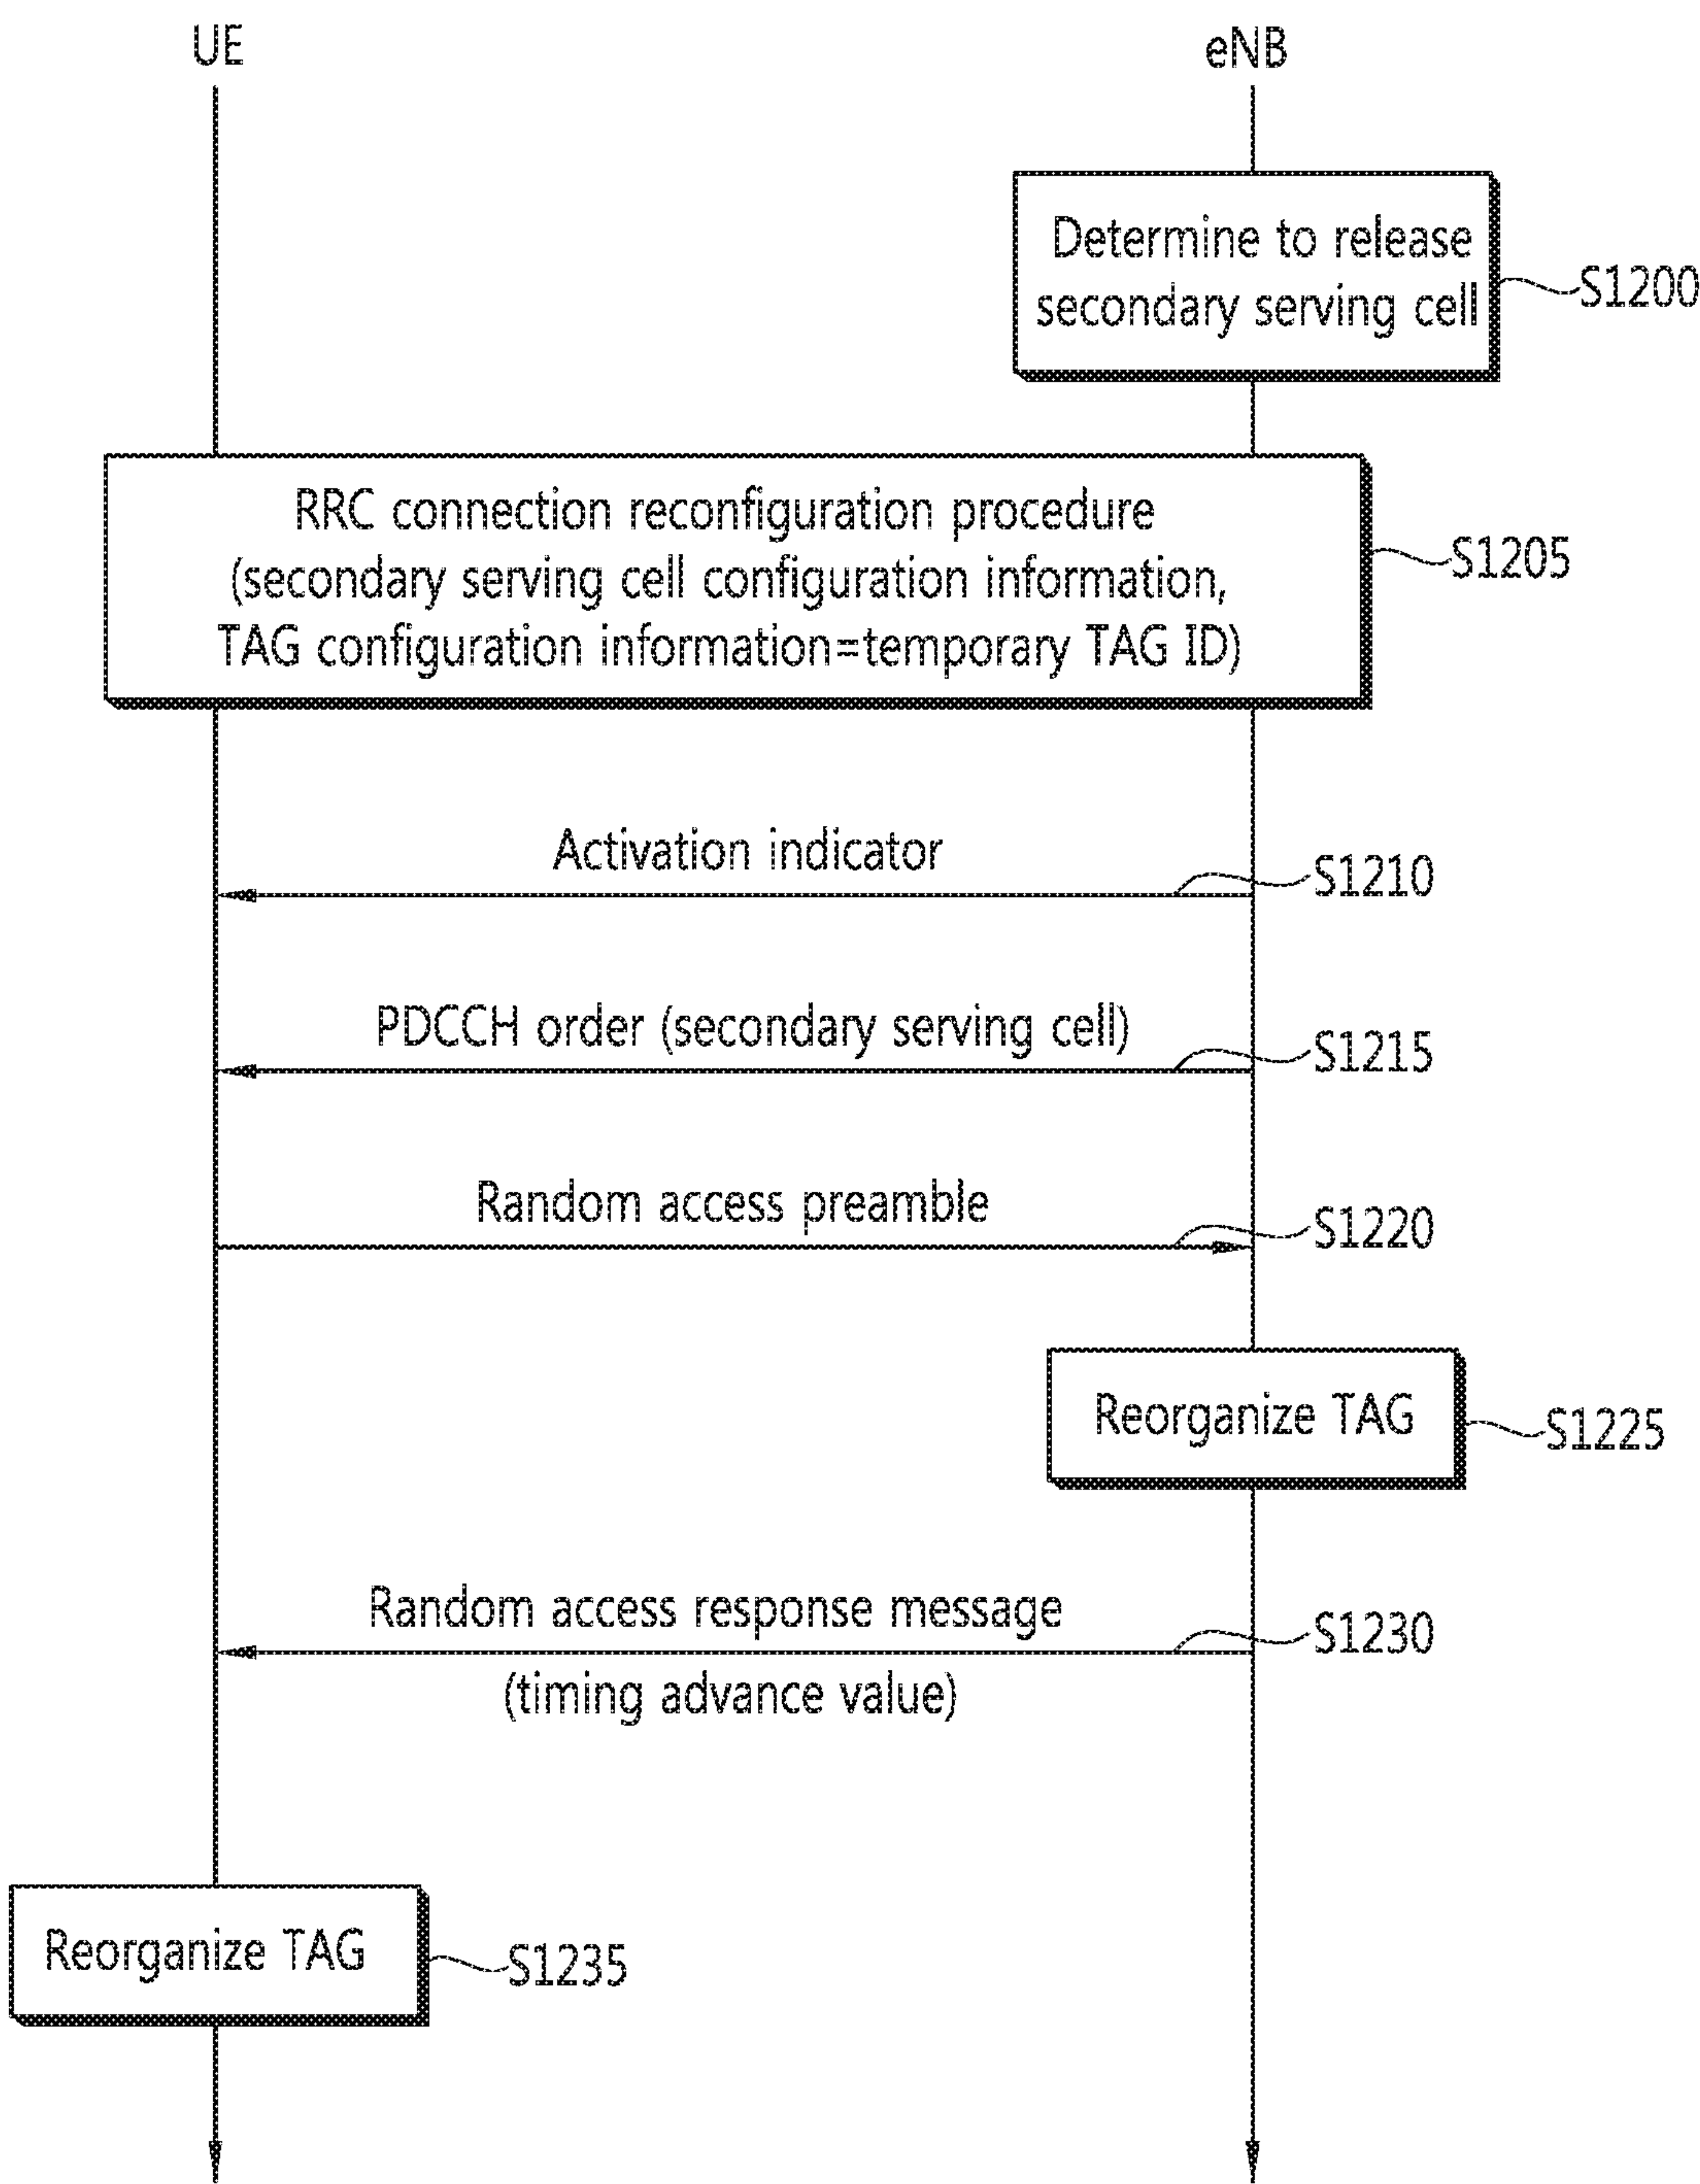 UE
eNB
Determine to release
secondary serving cell
S1200
RRC connection reconfiguration procedure
(secondary serving cell configuration information,
TAG configuration information=temporary TAG ID)
S1205
Activation indicator
S1210
PDCCH order (secondary serving cell)
S1215
Random access preamble
S1220
Reorganize TAG
S1225
Random access response message
S1230
(timing advance value)
Reorganize TAG
S1235